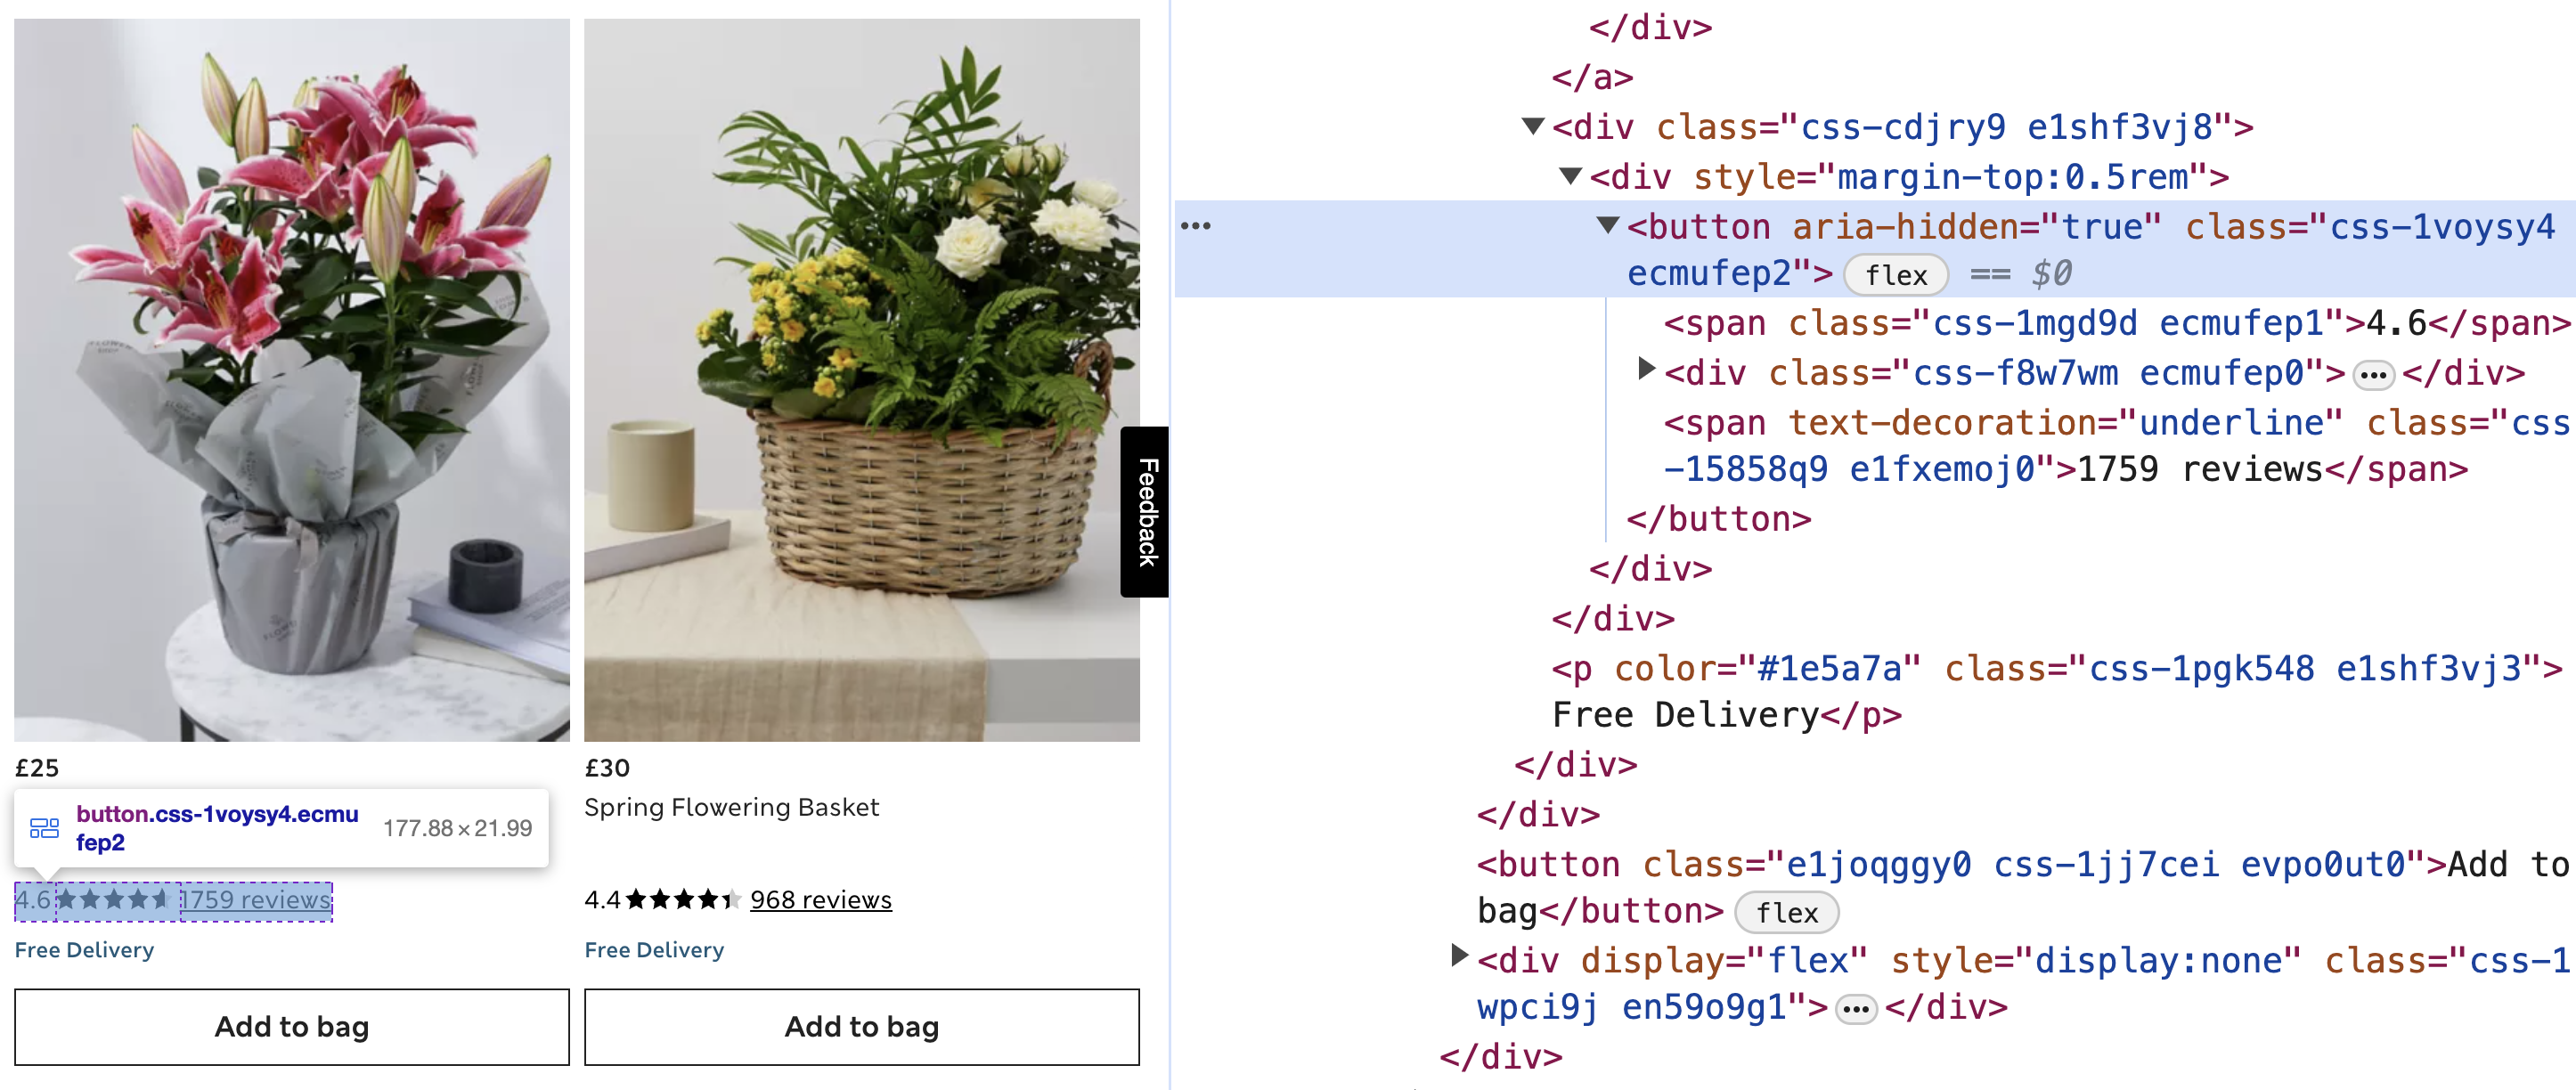 £25
button.css-1voysy4.ecmu
fep2
177.88×21.99
4.6
1759 reviews
Free Delivery
Add to bag
£30
Spring Flowering Basket
4.4
968 reviews
Free Delivery
Add to bag
Feedback
</div>
</a>
<div class="css-cdjry9 e1shf3vj8">
<div style="margin-top:0.5rem">
<button aria-hidden="true" class="css-1voysy4
ecmufep2"> flex == $0
<span class="css-1mgd9d ecmufep1">4.6</span>
<div class="css-f8w7wm ecmufep0">…</div>
<span text-decoration="underline" class="css
-15858q9 e1fxemoj0">1759 reviews</span>
</button>
</div>
</div>
<p color="#1e5a7a" class="css-1pgk548 e1shf3vj3">
Free Delivery</p>
</div>
</div>
<button class="e1joqggy0 css-1jj7cei evpo0ut0">Add to
bag</button> flex
<div display="flex" style="display:none" class="css-1
wpci9j en59o9g1">…</div>
</div>